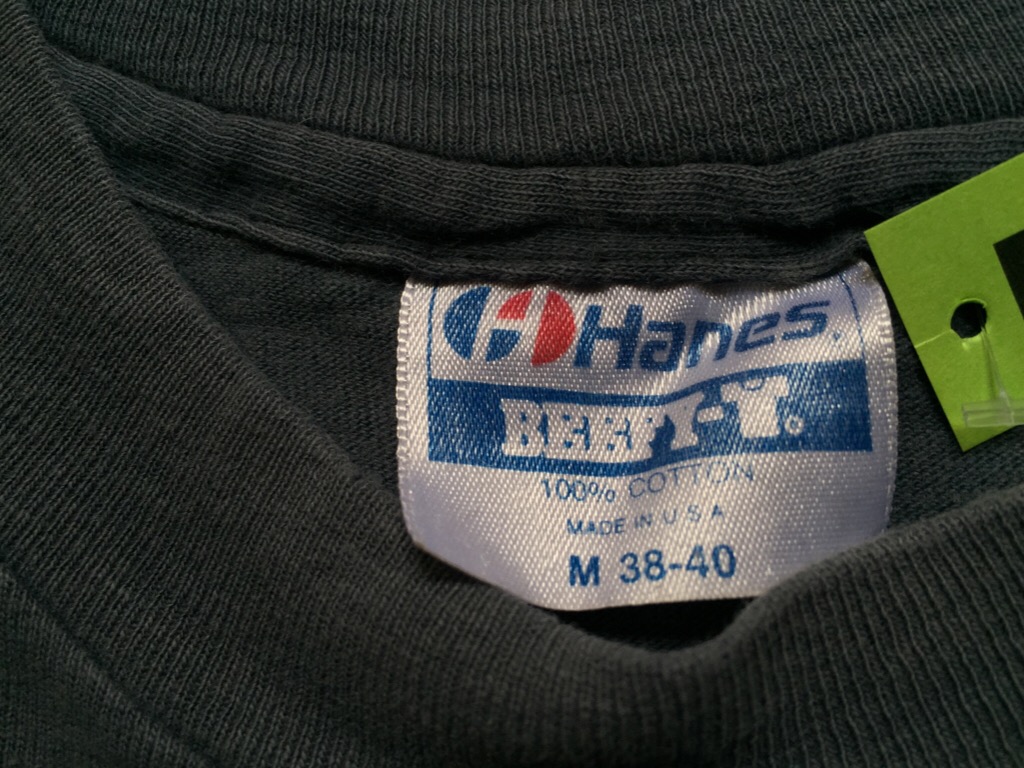 Hanes®
BEEFY-T®
100% COTTON
MADE IN U S A
M 38-40